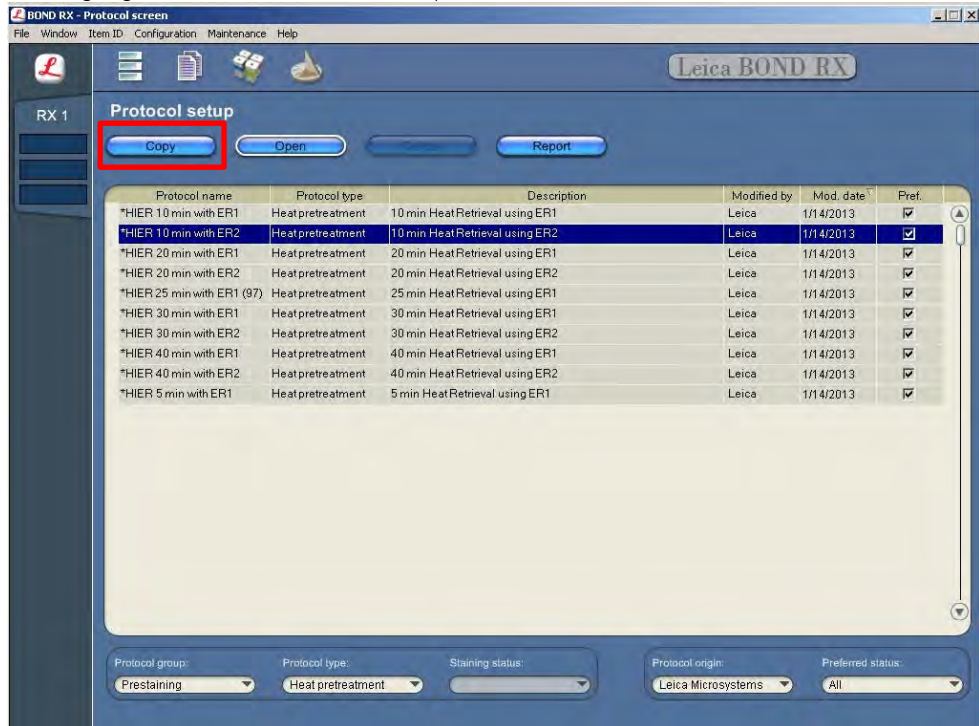 BOND RX - Protocol screen
File Window Item ID Configuration Maintenance Help
Leica BOND RX
RX 1
Protocol setup
Copy Open Report
Protocol name Protocol type Description Modified by Mod. date Pref.
*HIER 10 min with ER1 Heat pretreatment 10 min Heat Retrieval using ER1 Leica 1/14/2013
*HIER 10 min with ER2 Heat pretreatment 10 min Heat Retrieval using ER2 Leica 1/14/2013
*HIER 20 min with ER1 Heat pretreatment 20 min Heat Retrieval using ER1 Leica 1/14/2013
*HIER 20 min with ER2 Heat pretreatment 20 min Heat Retrieval using ER2 Leica 1/14/2013
*HIER 25 min with ER1 (97) Heat pretreatment 25 min Heat Retrieval using ER1 Leica 1/14/2013
*HIER 30 min with ER1 Heat pretreatment 30 min Heat Retrieval using ER1 Leica 1/14/2013
*HIER 30 min with ER2 Heat pretreatment 30 min Heat Retrieval using ER2 Leica 1/14/2013
*HIER 40 min with ER1 Heat pretreatment 40 min Heat Retrieval using ER1 Leica 1/14/2013
*HIER 40 min with ER2 Heat pretreatment 40 min Heat Retrieval using ER2 Leica 1/14/2013
*HIER 5 min with ER1 Heat pretreatment 5 min Heat Retrieval using ER1 Leica 1/14/2013
Protocol group: Protocol type: Staining status: Protocol origin: Preferred status:
Prestaining Heat pretreatment Leica Microsystems All